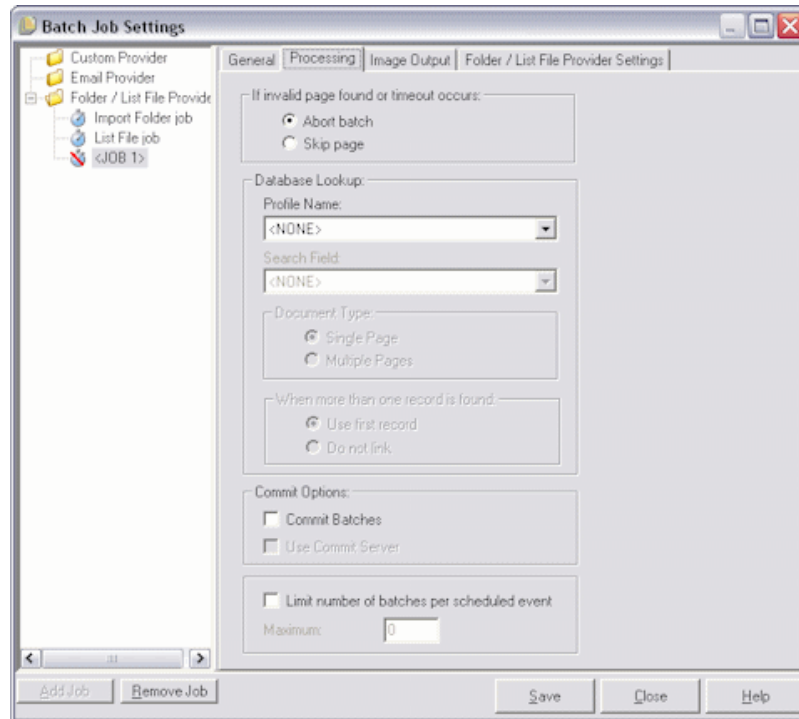 Batch Job Settings
Custom Provider
Email Provider
Folder / List File Provide
Import Folder job
List File job
<JOB 1>
General Processing Image Output Folder / List File Provider Settings
If invalid page found or timeout occurs:
Abort batch
Skip page
Database Lookup:
Profile Name:
<NONE>
Search Field:
<NONE>
Document Type:
Single Page
Multiple Pages
When more than one record is found:
Use first record
Do not link
Commit Options:
Commit Batches
Use Commit Server
Limit number of batches per scheduled event
Maximum: 0
Add Job Remove Job Save Close Help